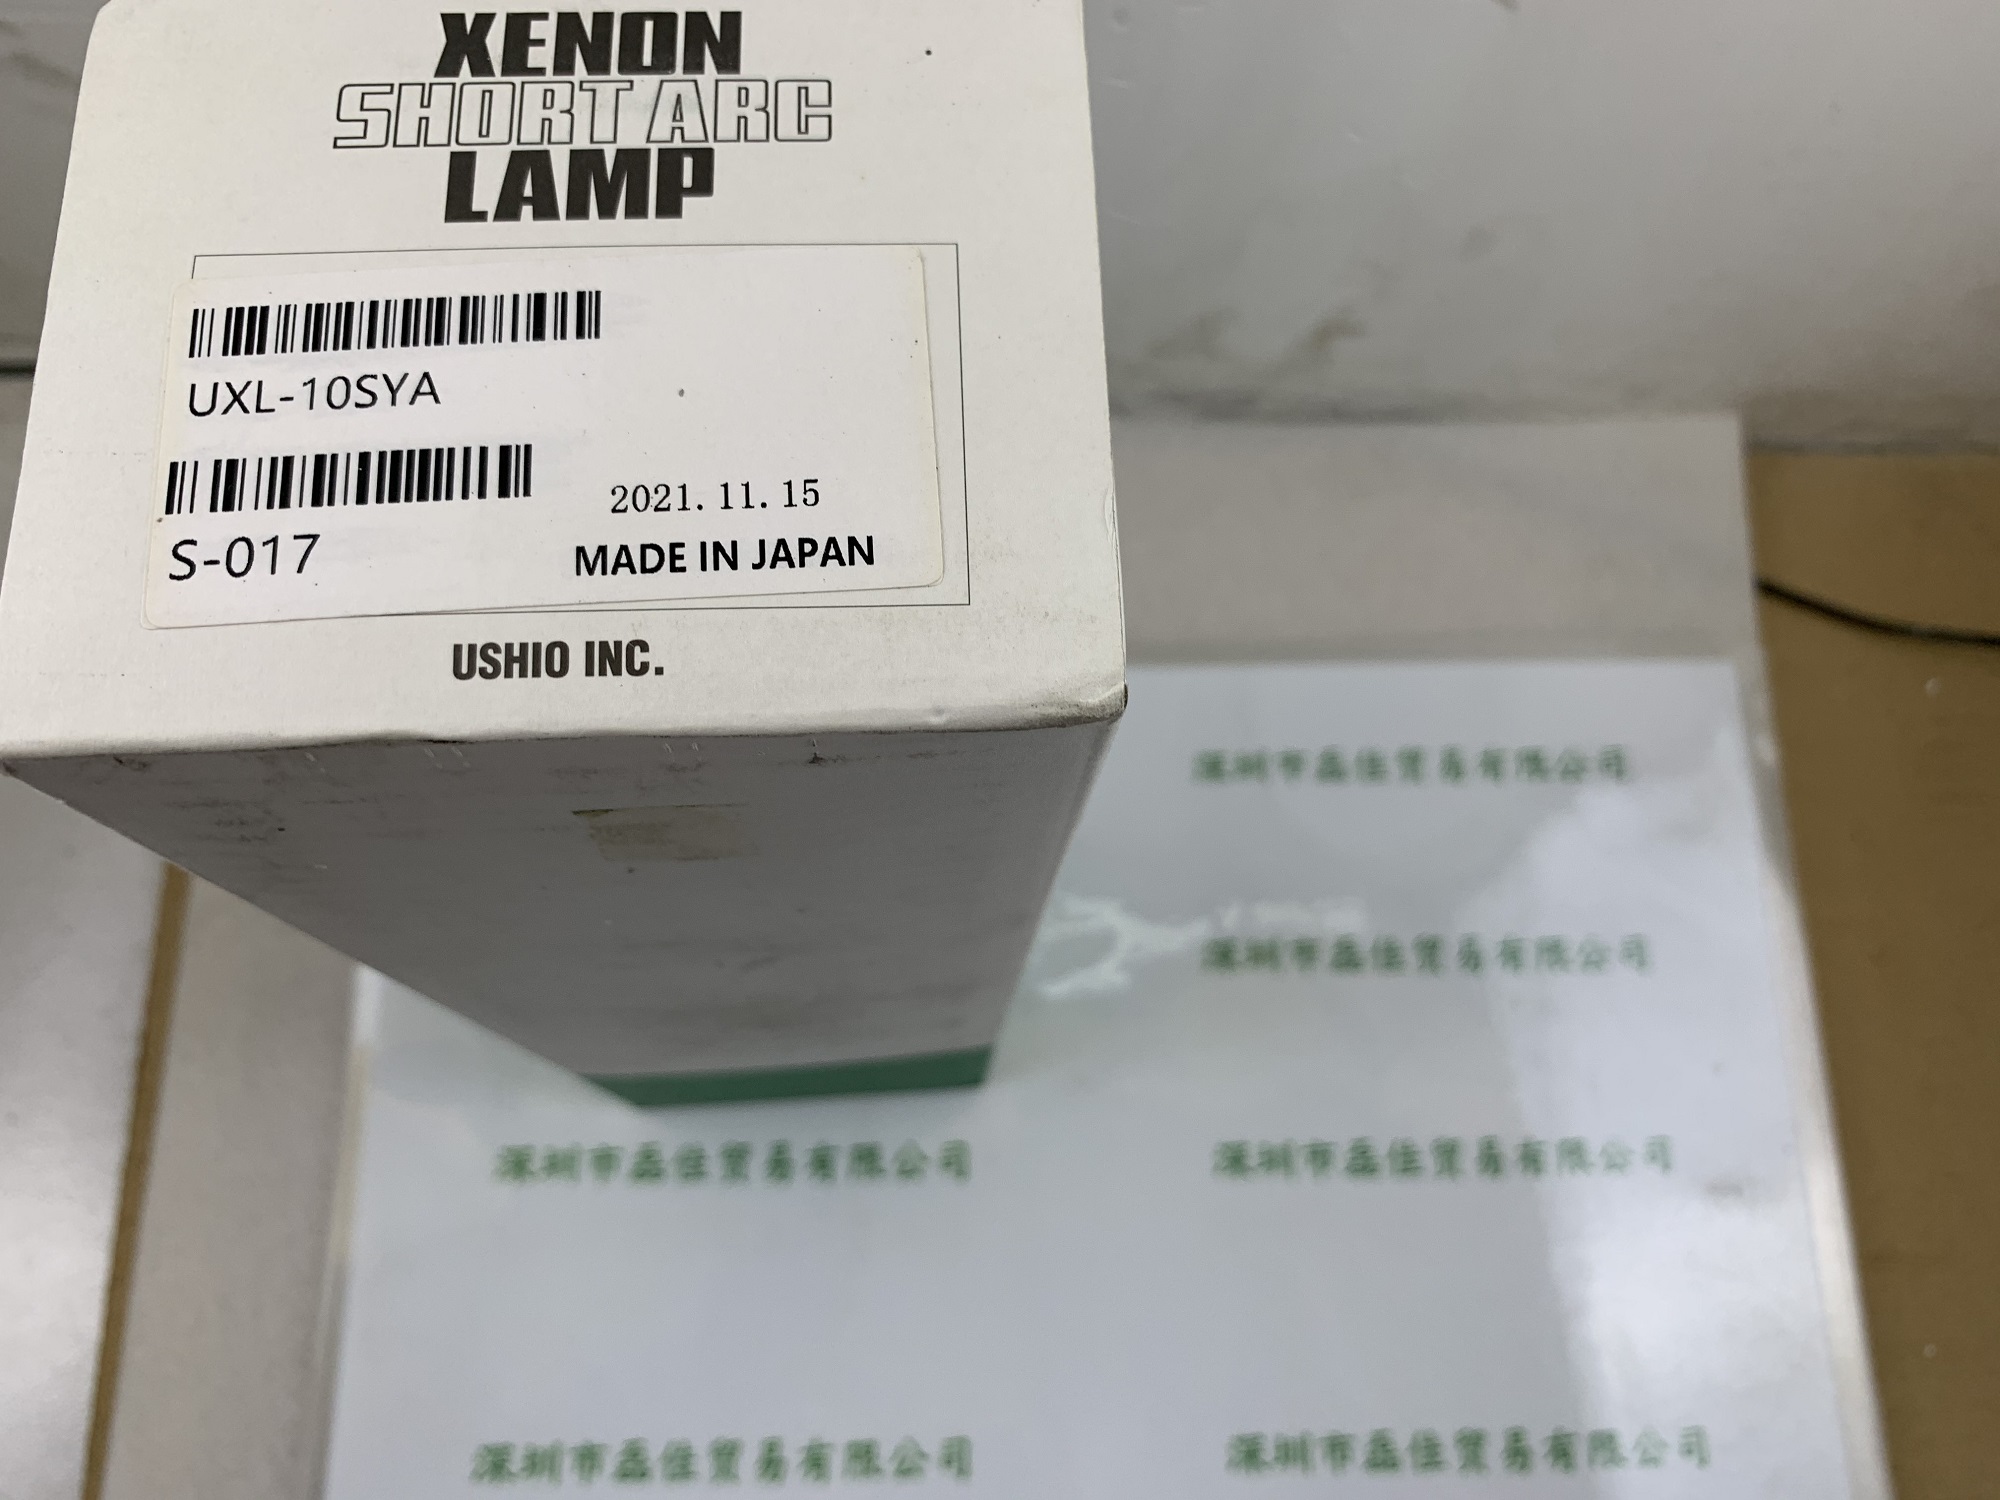 XENON
SHORT ARC
LAMP
UXL-10SYA
S-017
2021. 11. 15
MADE IN JAPAN
USHIO INC.
深圳市磊佳贸易有限公司
深圳市磊佳贸易有限公司
深圳市磊佳贸易有限公司
深圳市磊佳贸易有限公司
深圳市磊佳贸易有限公司
深圳市磊佳贸易有限公司